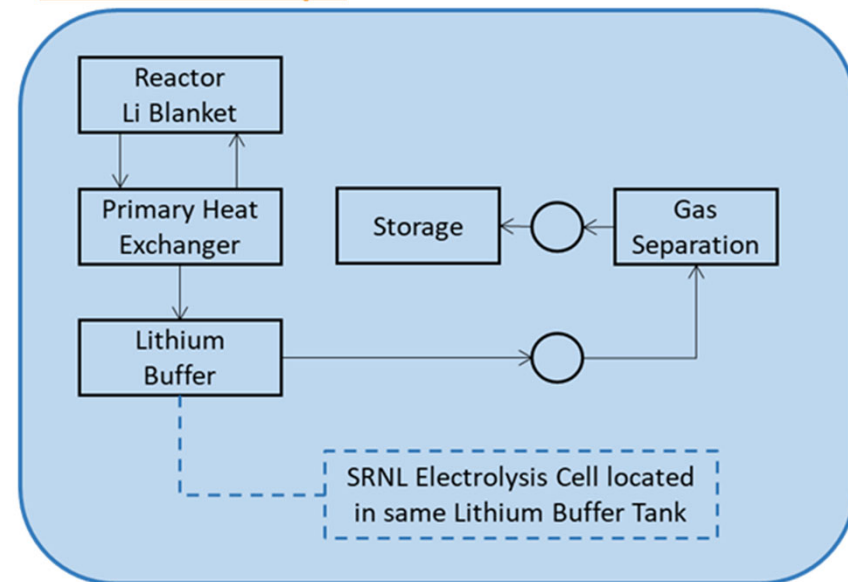 Reactor
Li Blanket
Primary Heat
Exchanger
Storage
Gas
Separation
Lithium
Buffer
SRNL Electrolysis Cell located
in same Lithium Buffer Tank